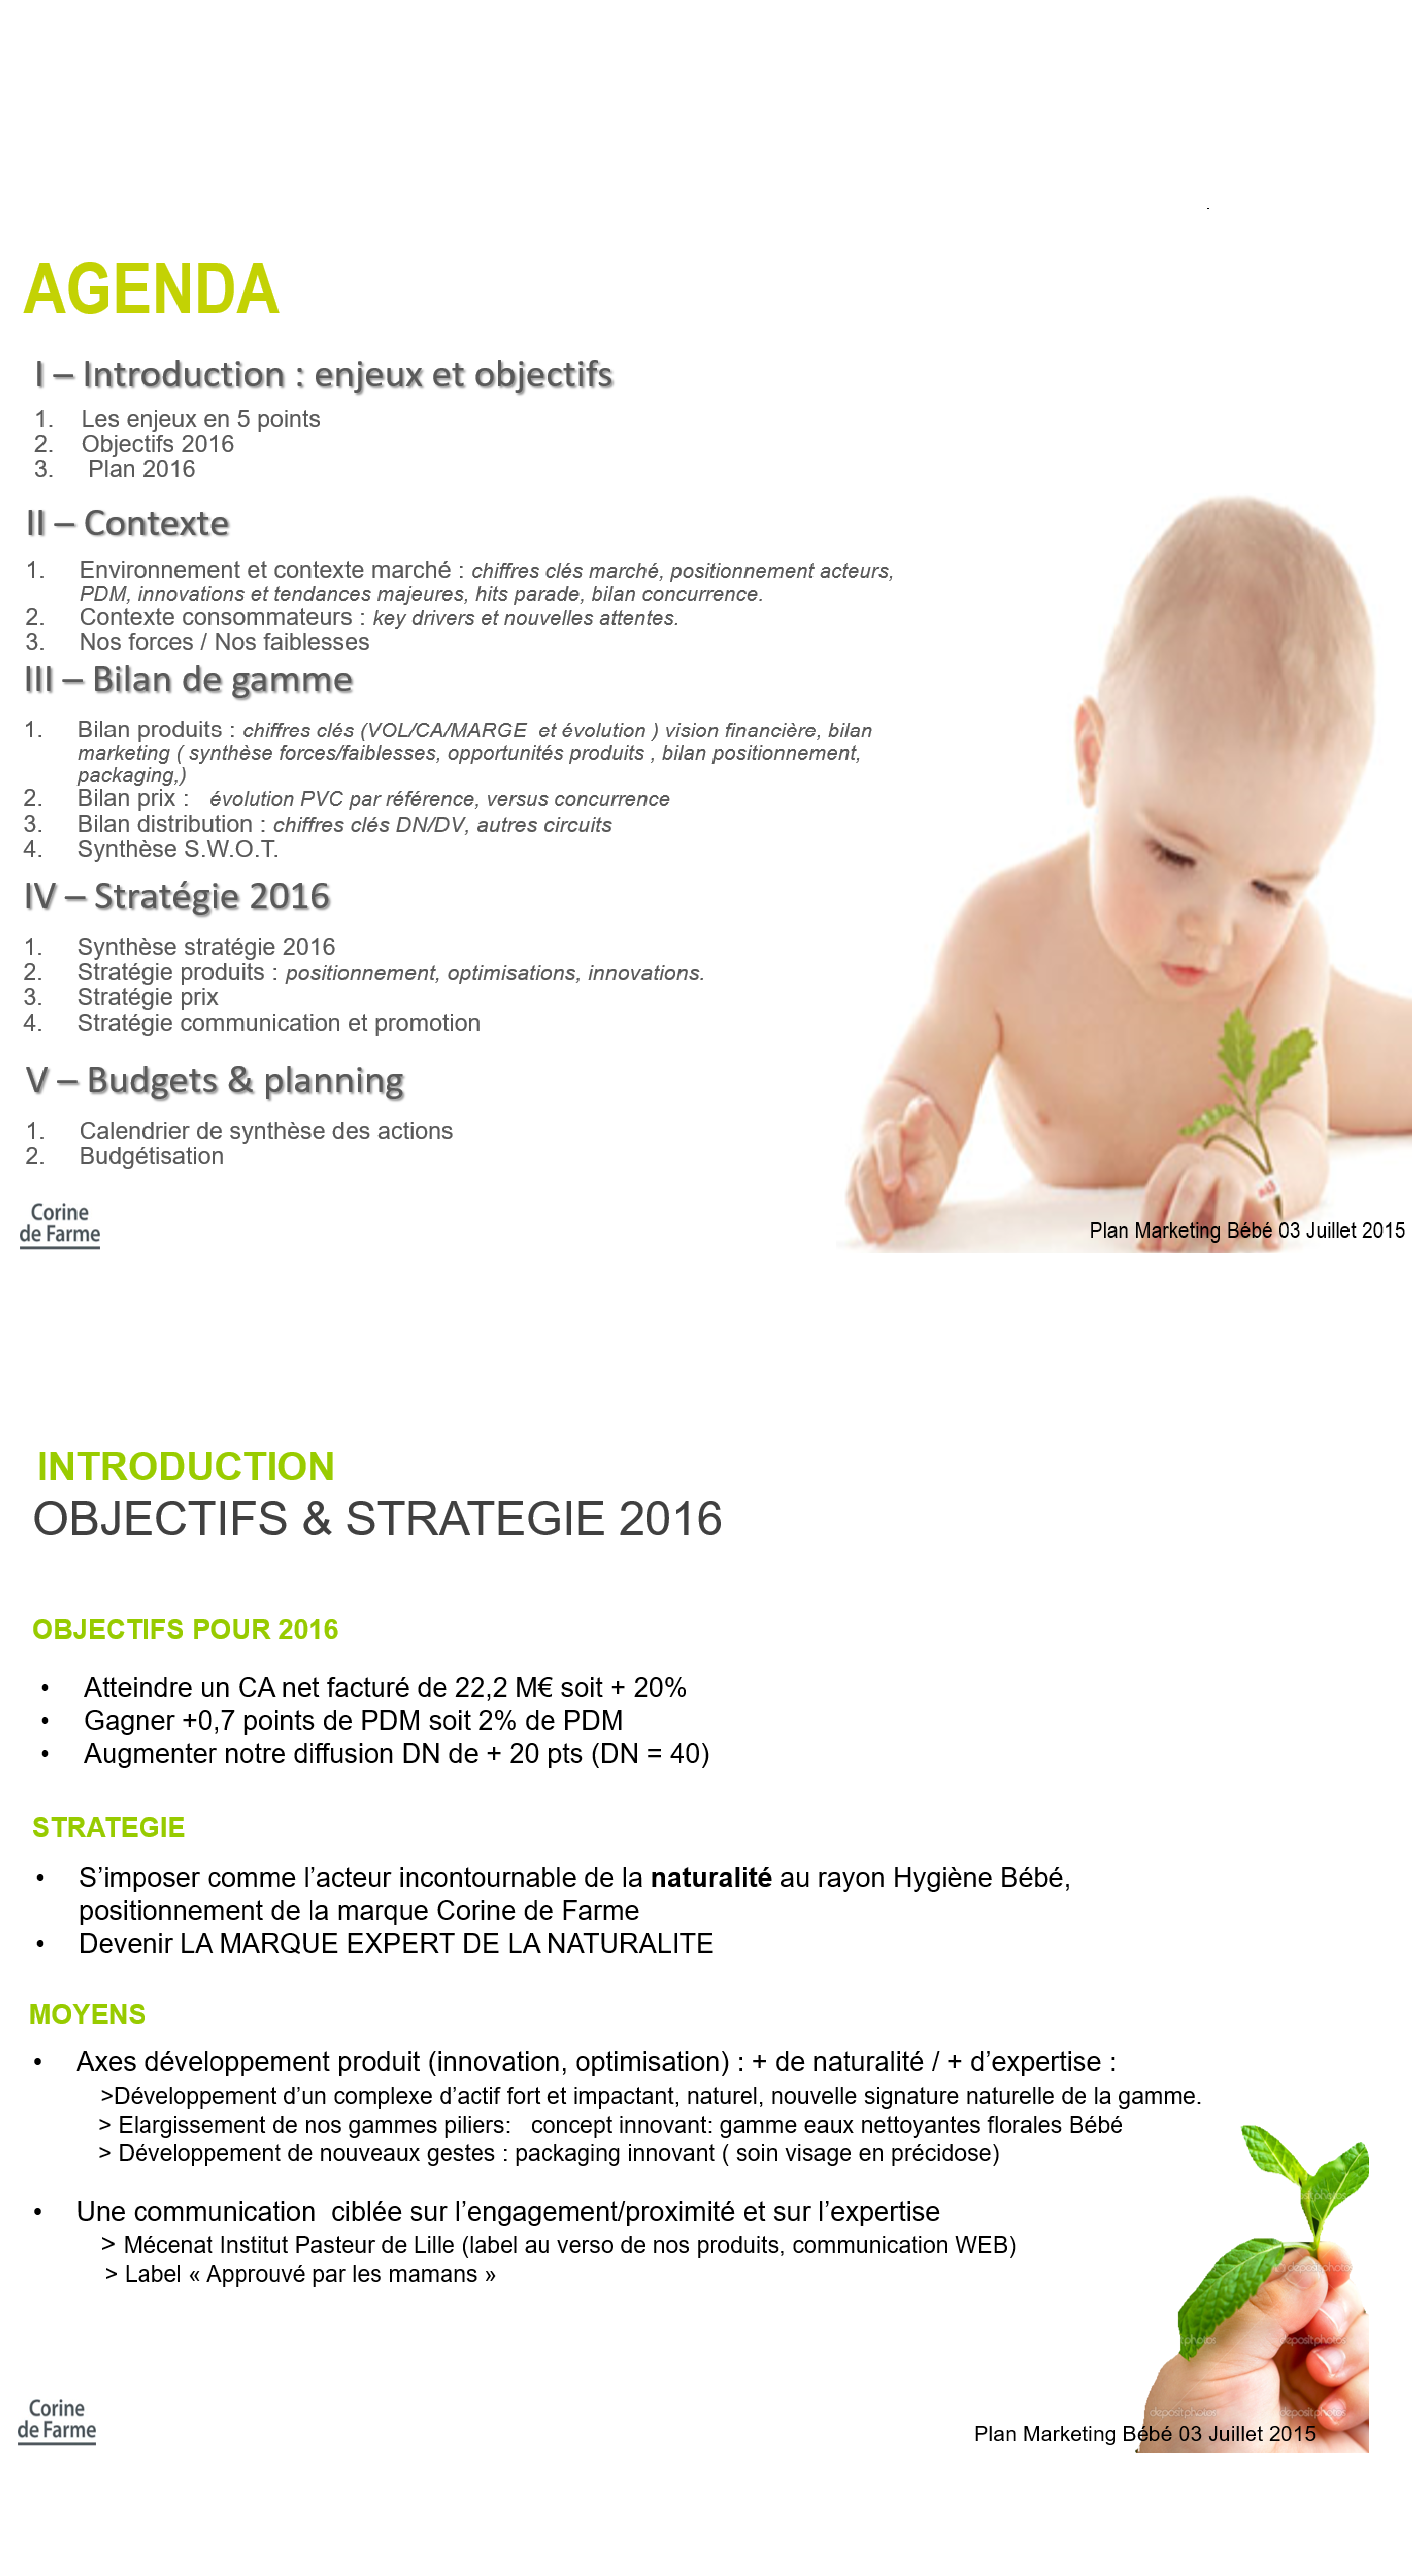 AGENDA
I – Introduction : enjeux et objectifs
1. Les enjeux en 5 points
2. Objectifs 2016
3. Plan 2016
II – Contexte
1. Environnement et contexte marché : chiffres clés marché, positionnement acteurs,
PDM, innovations et tendances majeures, hits parade, bilan concurrence.
2. Contexte consommateurs : key drivers et nouvelles attentes.
3. Nos forces / Nos faiblesses
III – Bilan de gamme
1. Bilan produits : chiffres clés (VOL/CA/MARGE et évolution ) vision financière, bilan
marketing ( synthèse forces/faiblesses, opportunités produits , bilan positionnement,
packaging,)
2. Bilan prix : évolution PVC par référence, versus concurrence
3. Bilan distribution : chiffres clés DN/DV, autres circuits
4. Synthèse S.W.O.T.
IV – Stratégie 2016
1. Synthèse stratégie 2016
2. Stratégie produits : positionnement, optimisations, innovations.
3. Stratégie prix
4. Stratégie communication et promotion
V – Budgets & planning
1. Calendrier de synthèse des actions
2. Budgétisation
Corine
de Farme
Plan Marketing Bébé 03 Juillet 2015
INTRODUCTION
OBJECTIFS & STRATEGIE 2016
OBJECTIFS POUR 2016
• Atteindre un CA net facturé de 22,2 M€ soit + 20%
• Gagner +0,7 points de PDM soit 2% de PDM
• Augmenter notre diffusion DN de + 20 pts (DN = 40)
STRATEGIE
• S’imposer comme l’acteur incontournable de la naturalité au rayon Hygiène Bébé,
positionnement de la marque Corine de Farme
• Devenir LA MARQUE EXPERT DE LA NATURALITE
MOYENS
• Axes développement produit (innovation, optimisation) : + de naturalité / + d’expertise :
>Développement d’un complexe d’actif fort et impactant, naturel, nouvelle signature naturelle de la gamme.
> Elargissement de nos gammes piliers: concept innovant: gamme eaux nettoyantes florales Bébé
> Développement de nouveaux gestes : packaging innovant ( soin visage en précidose)
• Une communication ciblée sur l’engagement/proximité et sur l’expertise
> Mécenat Institut Pasteur de Lille (label au verso de nos produits, communication WEB)
> Label « Approuvé par les mamans »
depositphotos
depositphotos
depositphotos
Corine
de Farme
Plan Marketing Bébé 03 Juillet 2015